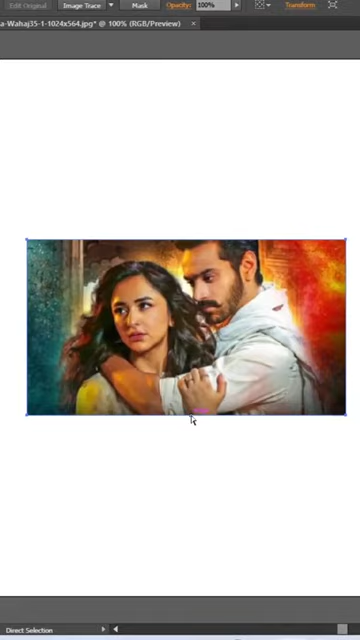 Edit Original Image Trace Mask Opacity: 100% Transform
a-Wahaj35-1-1024x564.jpg* @ 100% (RGB/Preview) ×
Direct Selection